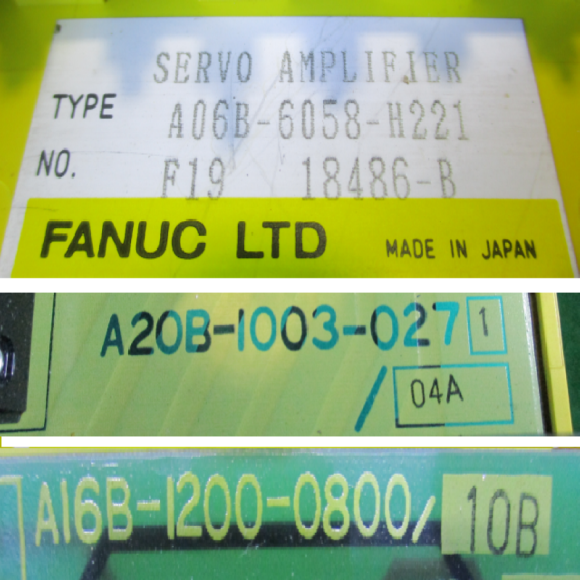 SERVO AMPLIFIER
TYPE A06B-6058-H221
NO. F19 18486-B
FANUC LTD MADE IN JAPAN
A20B-1003-027 1
/ 04A
A16B-1200-0800/ 10B